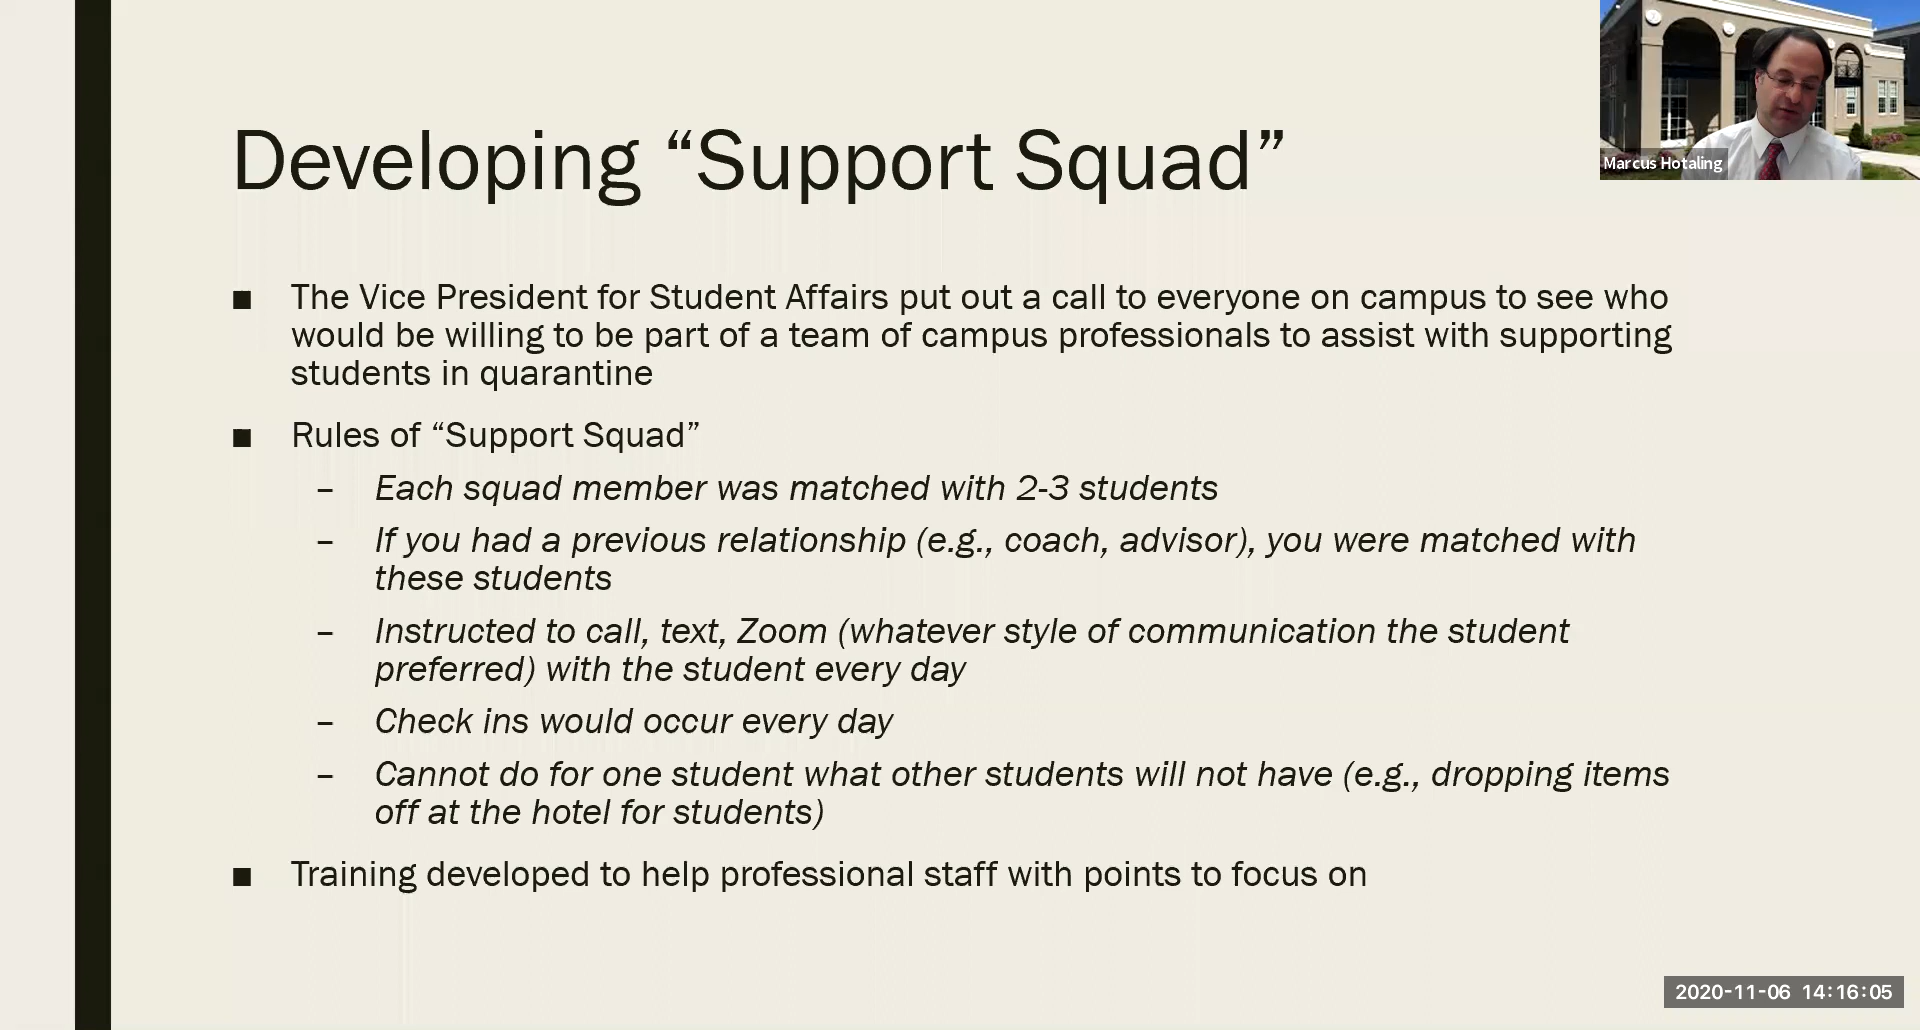 Developing “Support Squad”
Marcus Hotaling
■ The Vice President for Student Affairs put out a call to everyone on campus to see who
would be willing to be part of a team of campus professionals to assist with supporting
students in quarantine
■ Rules of “Support Squad”
– Each squad member was matched with 2-3 students
– If you had a previous relationship (e.g., coach, advisor), you were matched with
these students
– Instructed to call, text, Zoom (whatever style of communication the student
preferred) with the student every day
– Check ins would occur every day
– Cannot do for one student what other students will not have (e.g., dropping items
off at the hotel for students)
■ Training developed to help professional staff with points to focus on
2020-11-06 14:16:05